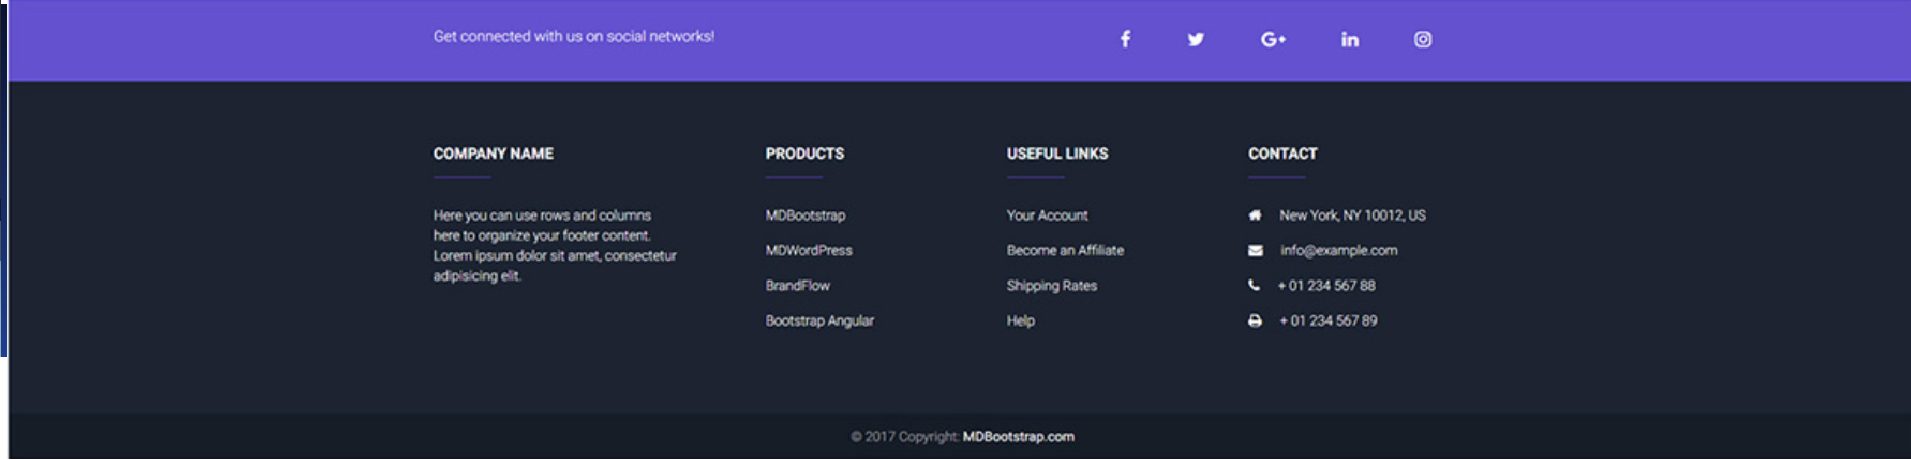 Get connected with us on social networks!
COMPANY NAME
Here you can use rows and columns
here to organize your footer content.
Lorem ipsum dolor sit amet, consectetur
adipisicing elit.
PRODUCTS
MDBootstrap
MDWordPress
BrandFlow
Bootstrap Angular
USEFUL LINKS
Your Account
Become an Affiliate
Shipping Rates
Help
CONTACT
New York, NY 10012, US
info@example.com
+ 01 234 567 88
+ 01 234 567 89
© 2017 Copyright: MDBootstrap.com